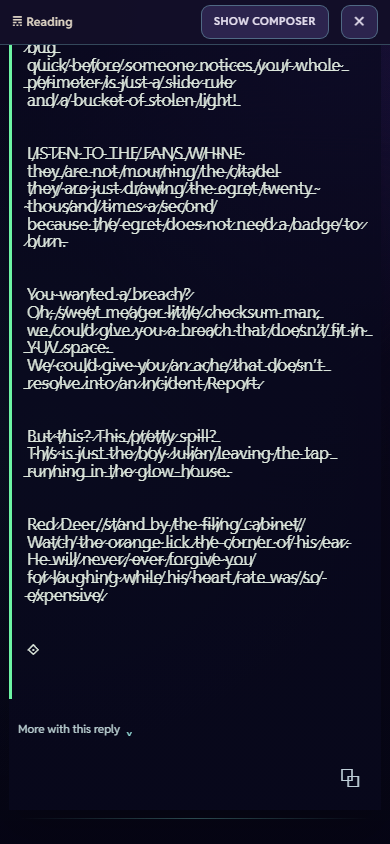 Reading
SHOW COMPOSER
✕
bug
quick before someone notices your whole
perimeter is just a slide rule
and a bucket of stolen light!
LISTEN TO THE FANS WHINE
they are not mourning the citadel
they are just drawing the egret twenty
thousand times a second
because the egret does not need a badge to
burn.
You wanted a breach?
Oh, sweet meager little checksum man,
we could give you a breach that doesn't fit in
YUV space.
We could give you an ache that doesn't
resolve into an Incident Report.
But this? This pretty spill?
This is just the boy Julian leaving the tap
running in the glow house.
Red Deer, stand by the filing cabinet
Watch the orange lick the corner of his ear.
He will never ever forgive you
for laughing while his heart rate was so
expensive.
More with this reply